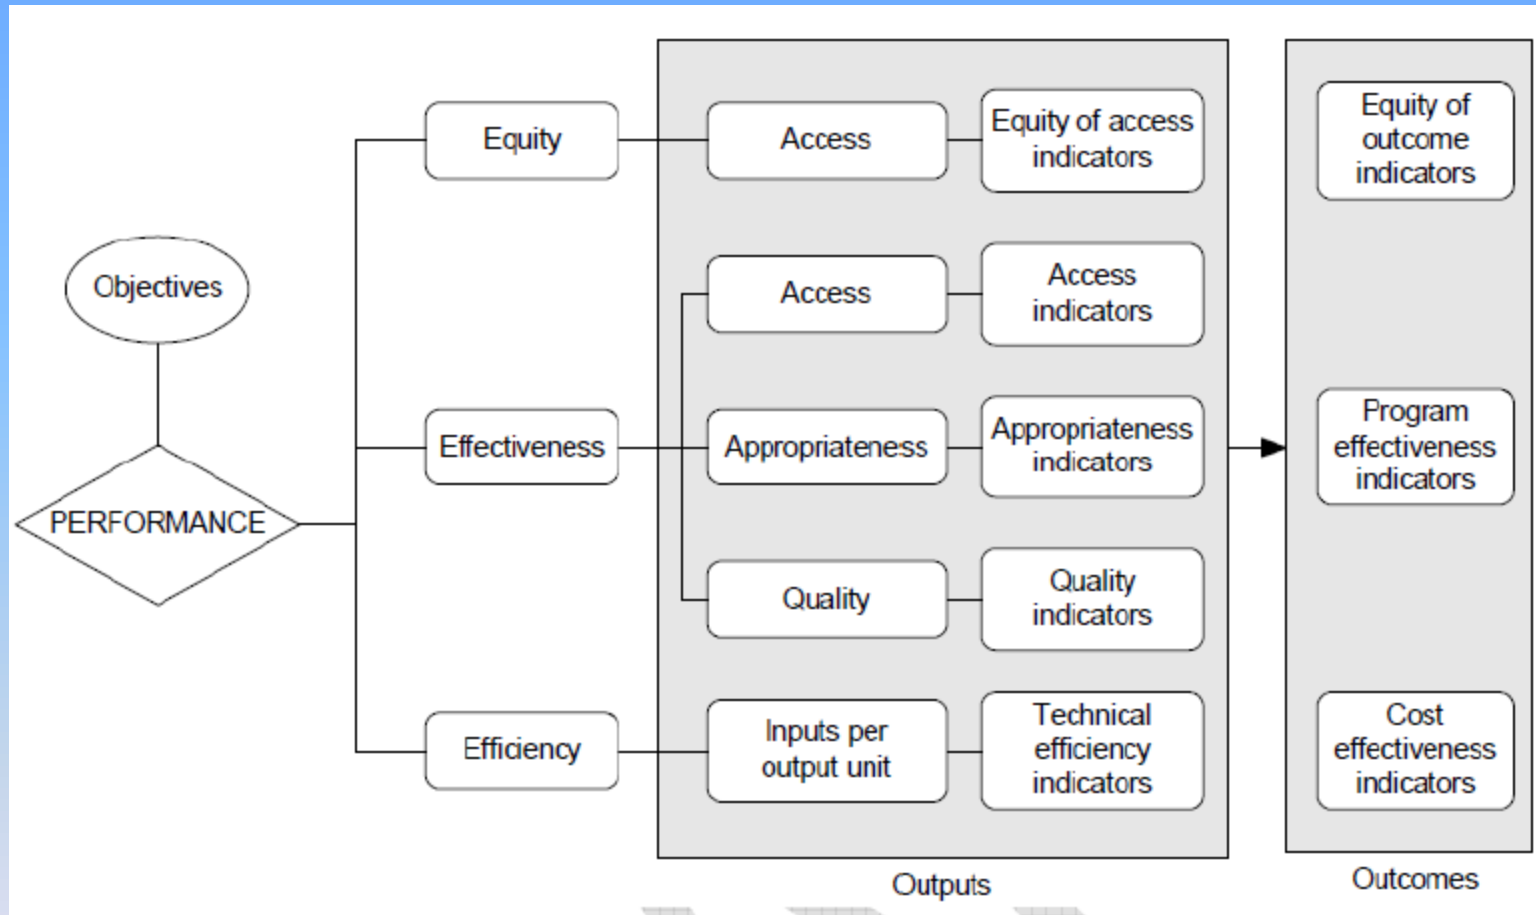 Objectives
PERFORMANCE
Equity
Effectiveness
Efficiency
Access
Equity of access
indicators
Access
Access
indicators
Appropriateness
Appropriateness
indicators
Quality
Quality
indicators
Inputs per
output unit
Technical
efficiency
indicators
Outputs
Equity of
outcome
indicators
Program
effectiveness
indicators
Cost
effectiveness
indicators
Outcomes